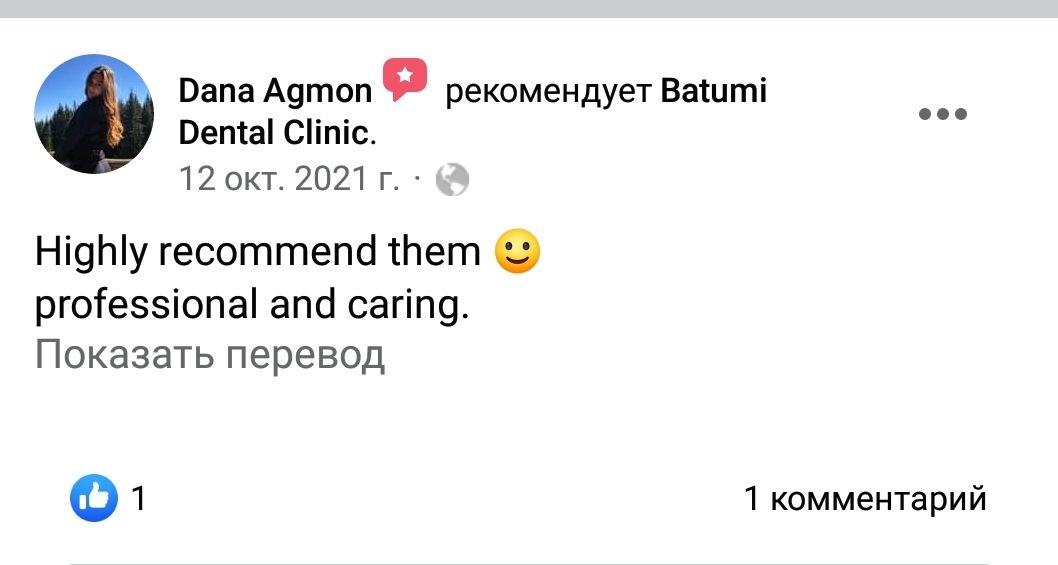 Dana Agmon рекомендует Batumi
Dental Clinic.
12 окт. 2021 г. ·
Highly recommend them 🙂
professional and caring.
Показать перевод
1
1 комментарий